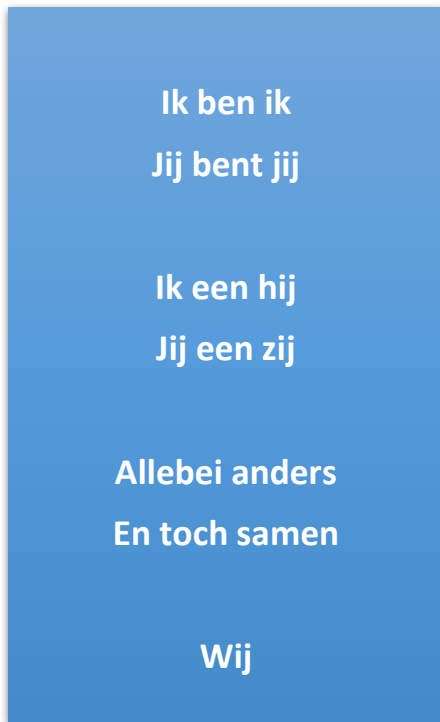 Ik ben ik
Jij bent jij
Ik een hij
Jij een zij
Allebei anders
En toch samen
Wij